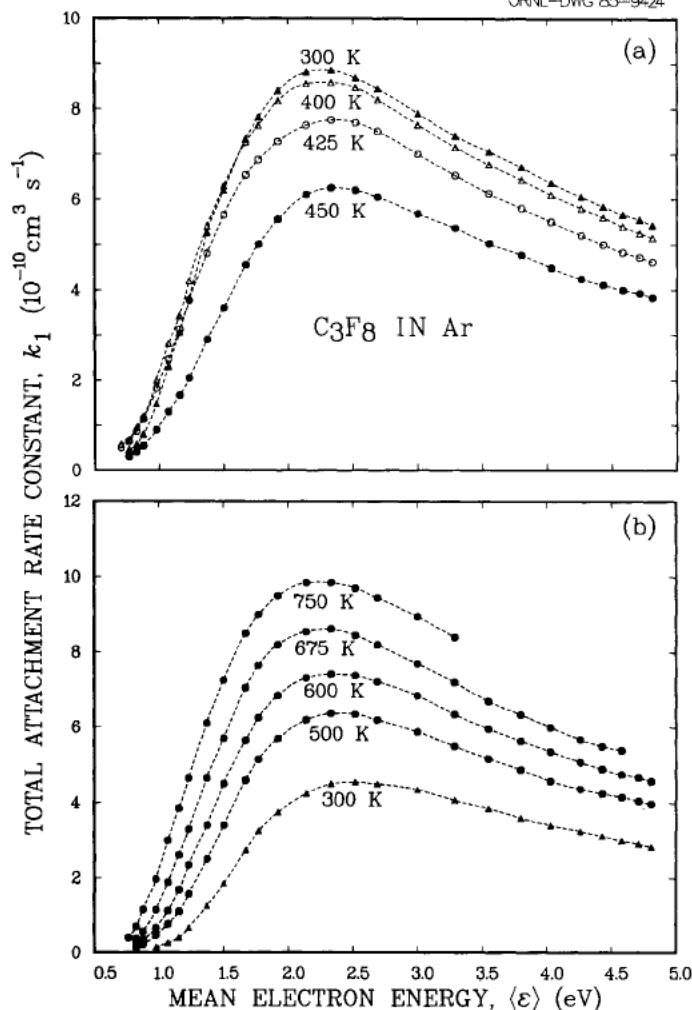 ORNL-DWG 85-9424
TOTAL ATTACHMENT RATE CONSTANT, k₁ (10⁻¹⁰cm³ s⁻¹)
10
8
6
4
2
0
(a)
300 K
400 K
425 K
450 K
C₃F₈ IN Ar
12
10
8
6
4
2
0
(b)
750 K
675 K
600 K
500 K
300 K
0.5 1.0 1.5 2.0 2.5 3.0 3.5 4.0 4.5 5.0
MEAN ELECTRON ENERGY, ⟨ε⟩ (eV)